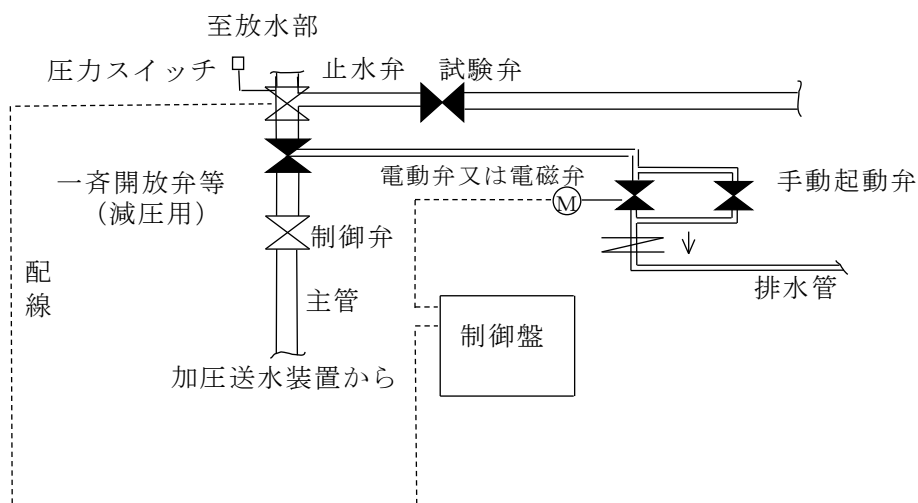 至放水部
圧力スイッチ
止水弁
試験弁
一斉開放弁等
（減圧用）
電動弁又は電磁弁
M
手動起動弁
制御弁
配線
主管
排水管
制御盤
加圧送水装置から